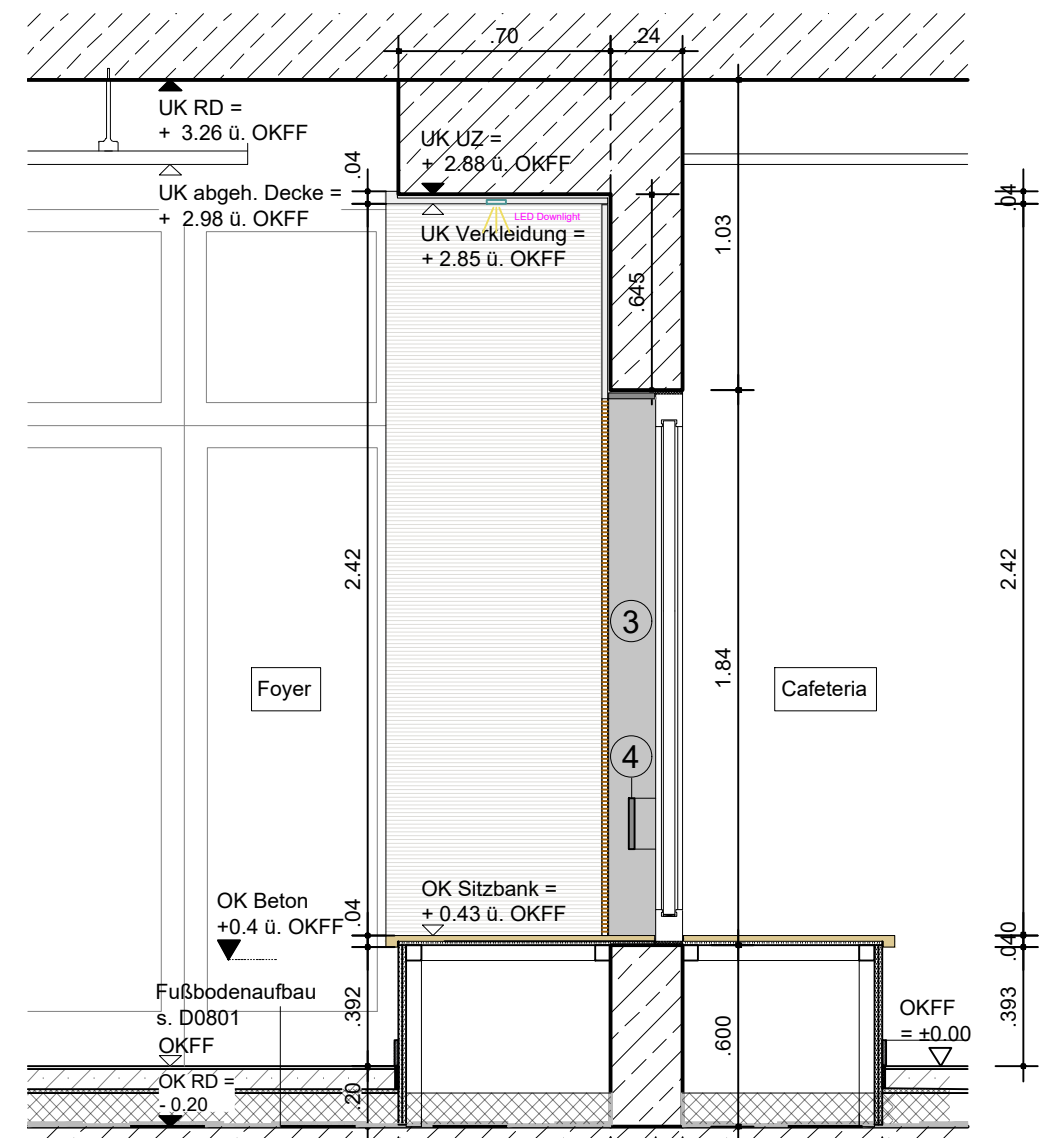 .70
.24
UK RD =
+ 3.26 ü. OKFF
UK UZ =
+ 2.88 ü. OKFF
.04
UK abgeh. Decke =
+ 2.98 ü. OKFF
LED Downlight
UK Verkleidung =
+ 2.85 ü. OKFF
1.03
.04
.645
2.42
2.42
3
1.84
Foyer
Cafeteria
4
OK Sitzbank =
+ 0.43 ü. OKFF
OK Beton
+0.4 ü. OKFF
.04
.040
Fußbodenaufbau
s. D0801
OKFF
.392
.600
.393
OKFF
= ±0.00
OK RD =
- 0.20
.20